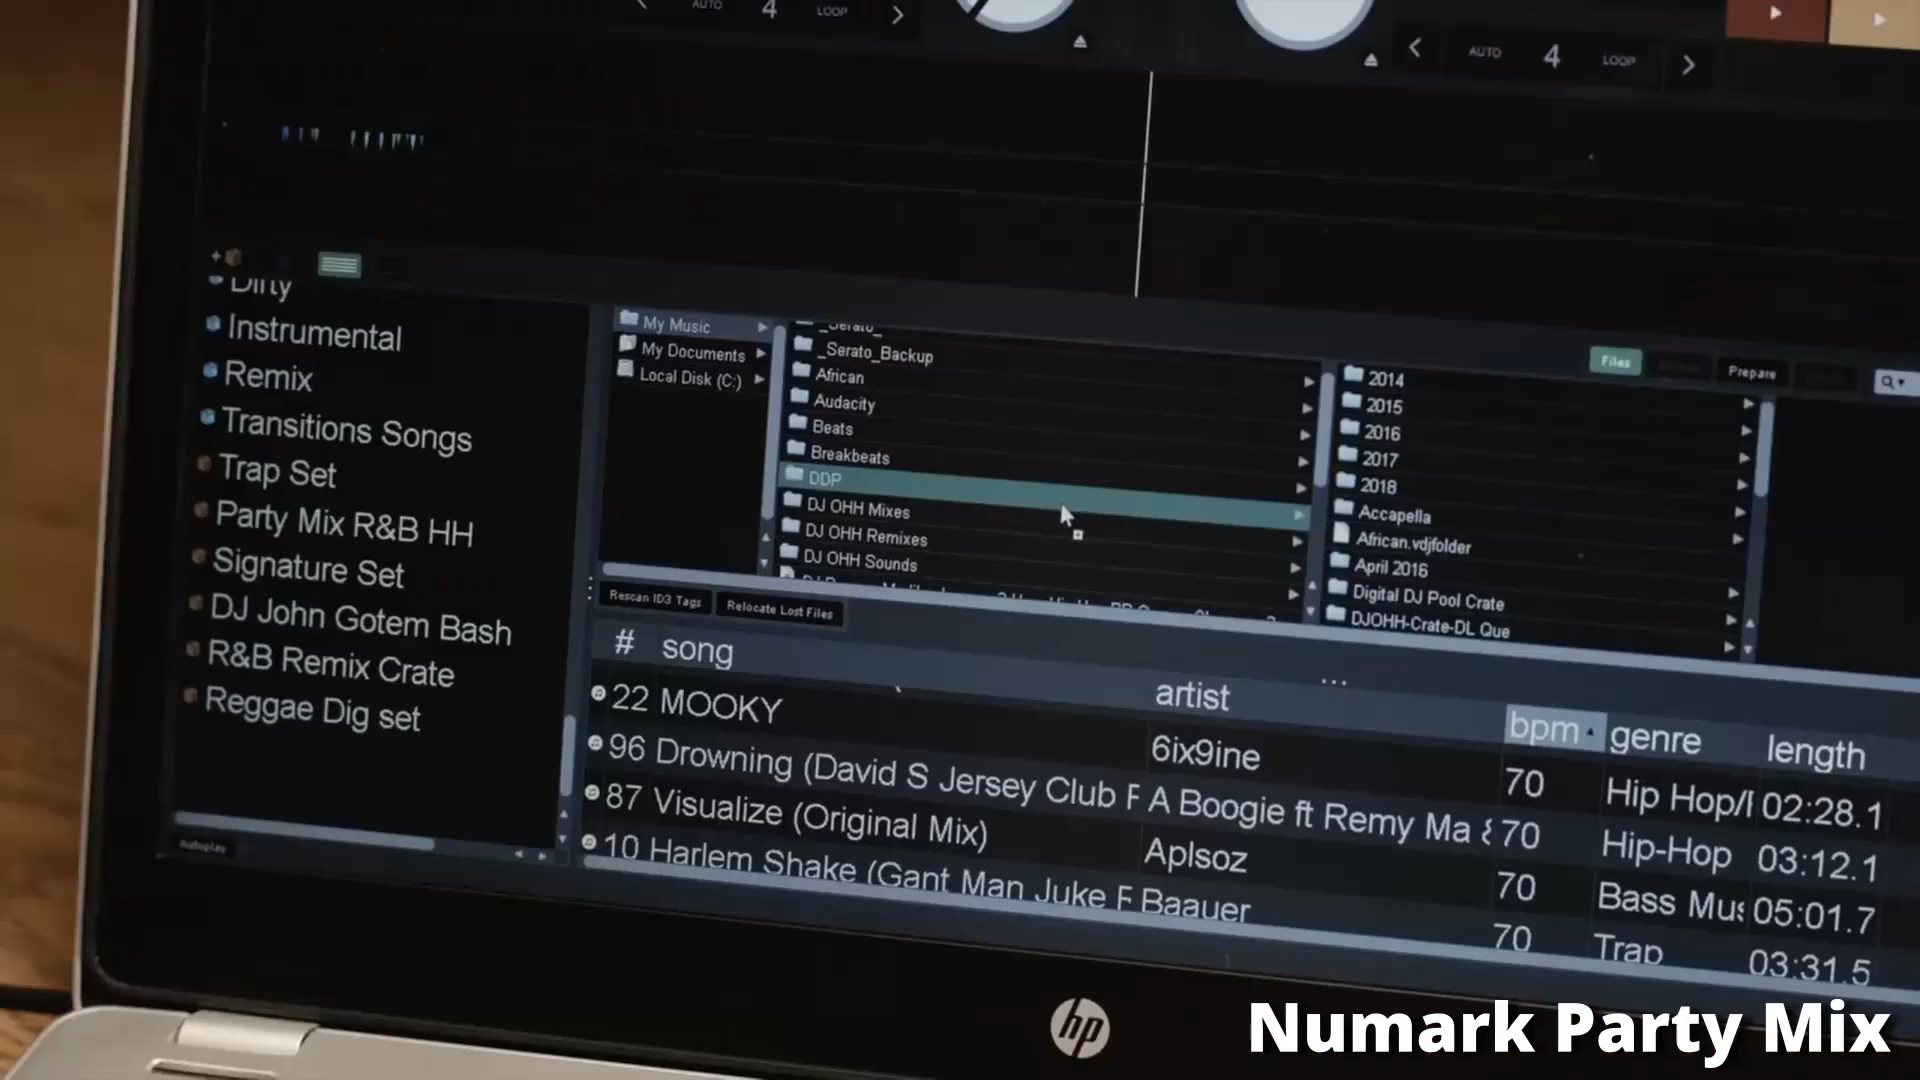 AUTO 4 LOOP
AUTO 4 LOOP
Dirty
Instrumental
Remix
Transitions Songs
Trap Set
Party Mix R&B HH
Signature Set
DJ John Gotem Bash
R&B Remix Crate
Reggae Dig set
Autoplay
My Music
My Documents
Local Disk (C:)
_Serato_
_Serato_Backup
African
Audacity
Beats
Breakbeats
DDP
DJ OHH Mixes
DJ OHH Remixes
DJ OHH Sounds
Files
Prepare
2014
2015
2016
2017
2018
Accapella
African.vdjfolder
April 2016
Digital DJ Pool Crate
DJOHH-Crate-DL Que
Rescan ID3 Tags Relocate Lost Files
# song artist bpm genre length
22 MOOKY 6ix9ine 70 Hip Hop/ 02:28.1
96 Drowning (David S Jersey Club A Boogie ft Remy Ma & 70 Hip-Hop 03:12.1
87 Visualize (Original Mix) Aplsoz 70 Bass Mus 05:01.7
10 Harlem Shake (Gant Man Juke Baauer 70 Trap 03:31.5
hp
Numark Party Mix